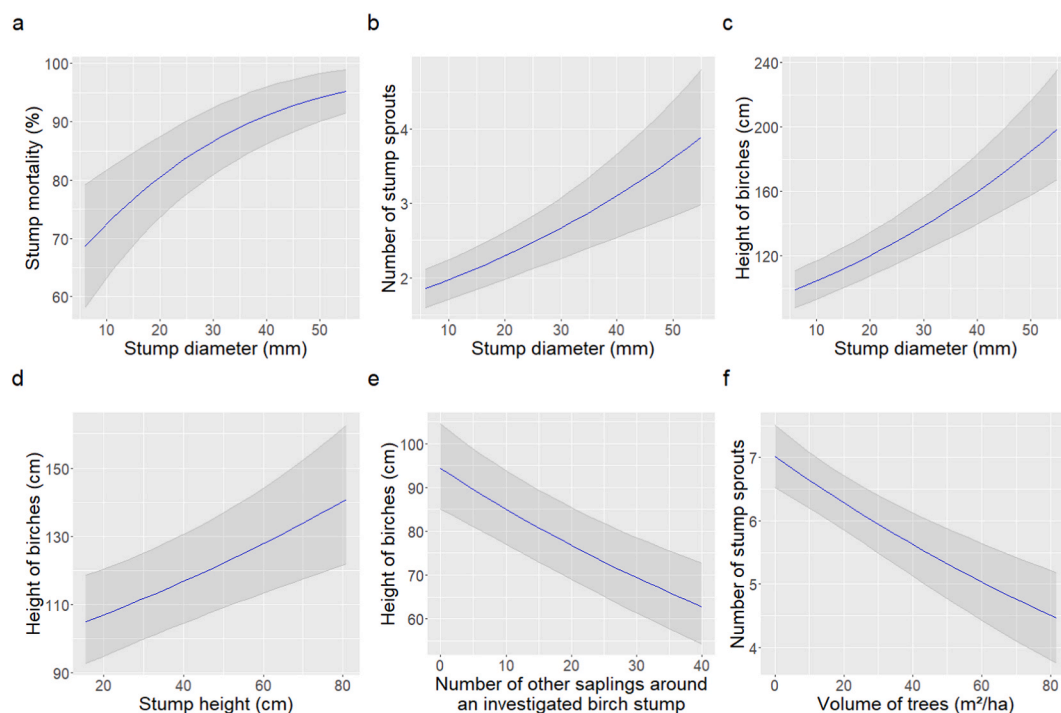 a
b
c
Stump mortality (%)
100
90
80
70
60
10 20 30 40 50
Stump diameter (mm)
Number of stump sprouts
4
3
2
10 20 30 40 50
Stump diameter (mm)
Height of birches (cm)
240
200
160
120
10 20 30 40 50
Stump diameter (mm)
d
e
f
Height of birches (cm)
150
130
110
90
20 40 60 80
Stump height (cm)
Height of birches (cm)
100
90
80
70
60
0 10 20 30 40
Number of other saplings around
an investigated birch stump
Number of stump sprouts
7
6
5
4
0 20 40 60 80
Volume of trees (m²/ha)